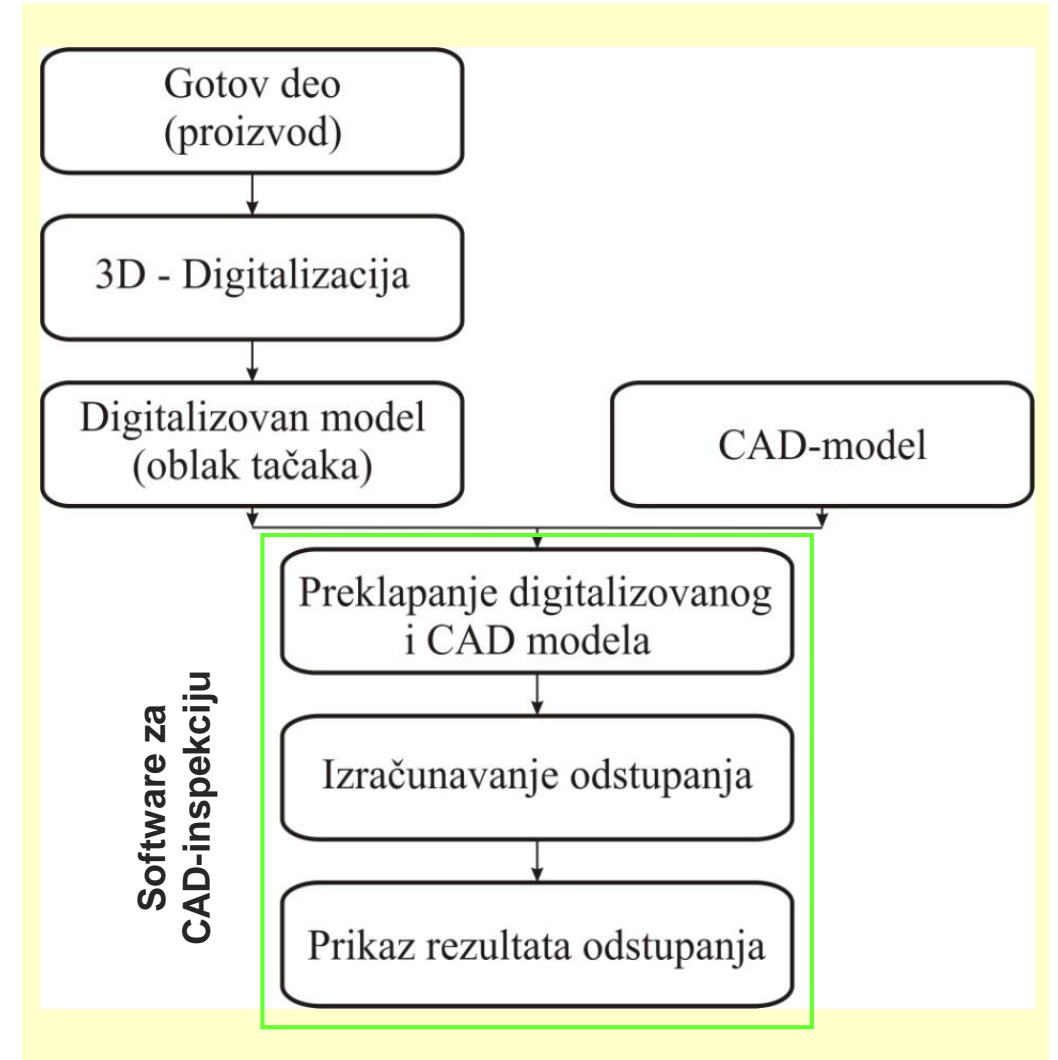 Gotov deo
(proizvod)
3D - Digitalizacija
Digitalizovan model
(oblak tačaka)
CAD-model
Preklapanje digitalizovanog
i CAD modela
Izračunavanje odstupanja
Prikaz rezultata odstupanja
Software za
CAD-inspekciju